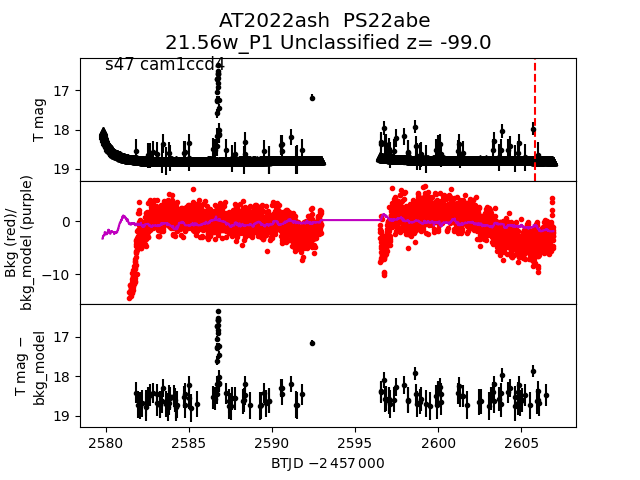 AT2022ash  PS22abe
21.56w_P1 Unclassified z= -99.0
s47 cam1ccd4
T mag
17
18
19
Bkg (red)/
bkg_model (purple)
0
−10
T mag −
bkg_model
17
18
19
2580
2585
2590
2595
2600
2605
BTJD −2 457 000